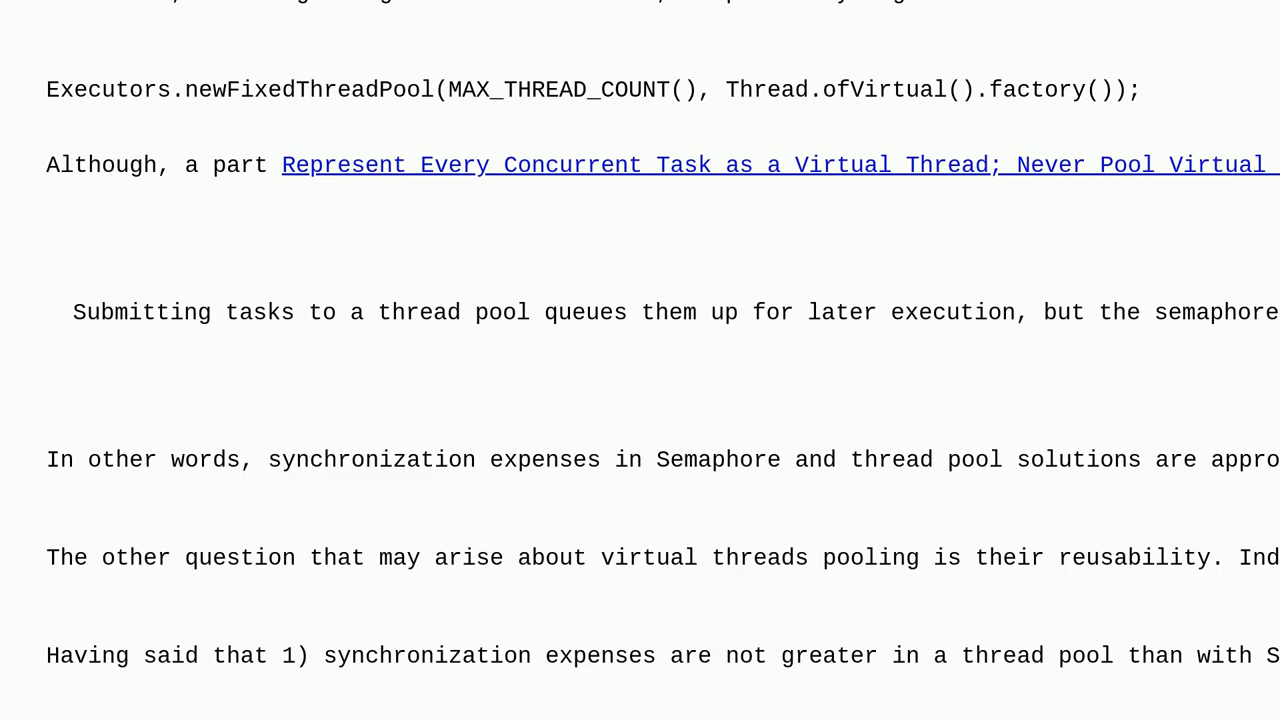 Executors.newFixedThreadPool(MAX_THREAD_COUNT(), Thread.ofVirtual().factory());
Although, a part Represent Every Concurrent Task as a Virtual Thread; Never Pool Virtual
Submitting tasks to a thread pool queues them up for later execution, but the semaphore
In other words, synchronization expenses in Semaphore and thread pool solutions are appro
The other question that may arise about virtual threads pooling is their reusability. Ind
Having said that 1) synchronization expenses are not greater in a thread pool than with S